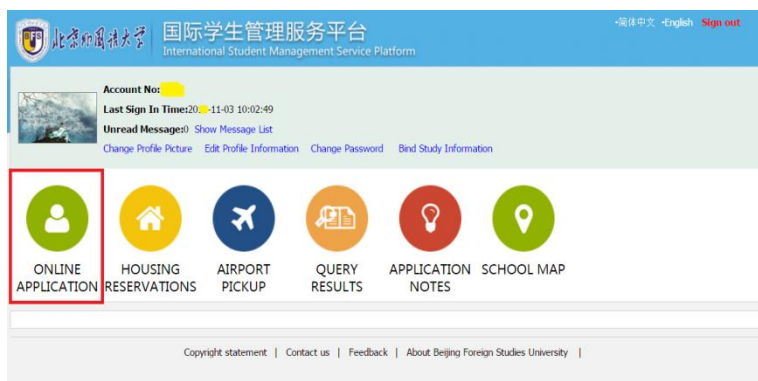 北京外国语大学
国际学生管理服务平台
International Student Management Service Platform
·简体中文 ·English Sign out
Account No:
Last Sign In Time:20 -11-03 10:02:49
Unread Message:0 Show Message List
Change Profile Picture Edit Profile Information Change Password Bind Study Information
ONLINE APPLICATION
HOUSING RESERVATIONS
AIRPORT PICKUP
QUERY RESULTS
APPLICATION NOTES
SCHOOL MAP
Copyright statement | Contact us | Feedback | About Beijing Foreign Studies University |